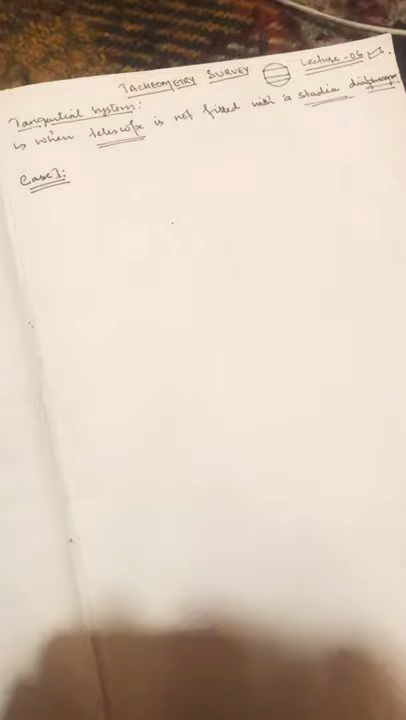 TACHEOMETRY SURVEY Lecture-06
Tangential System:
is when telescope is not fitted with a stadia diaphragm
Case I: